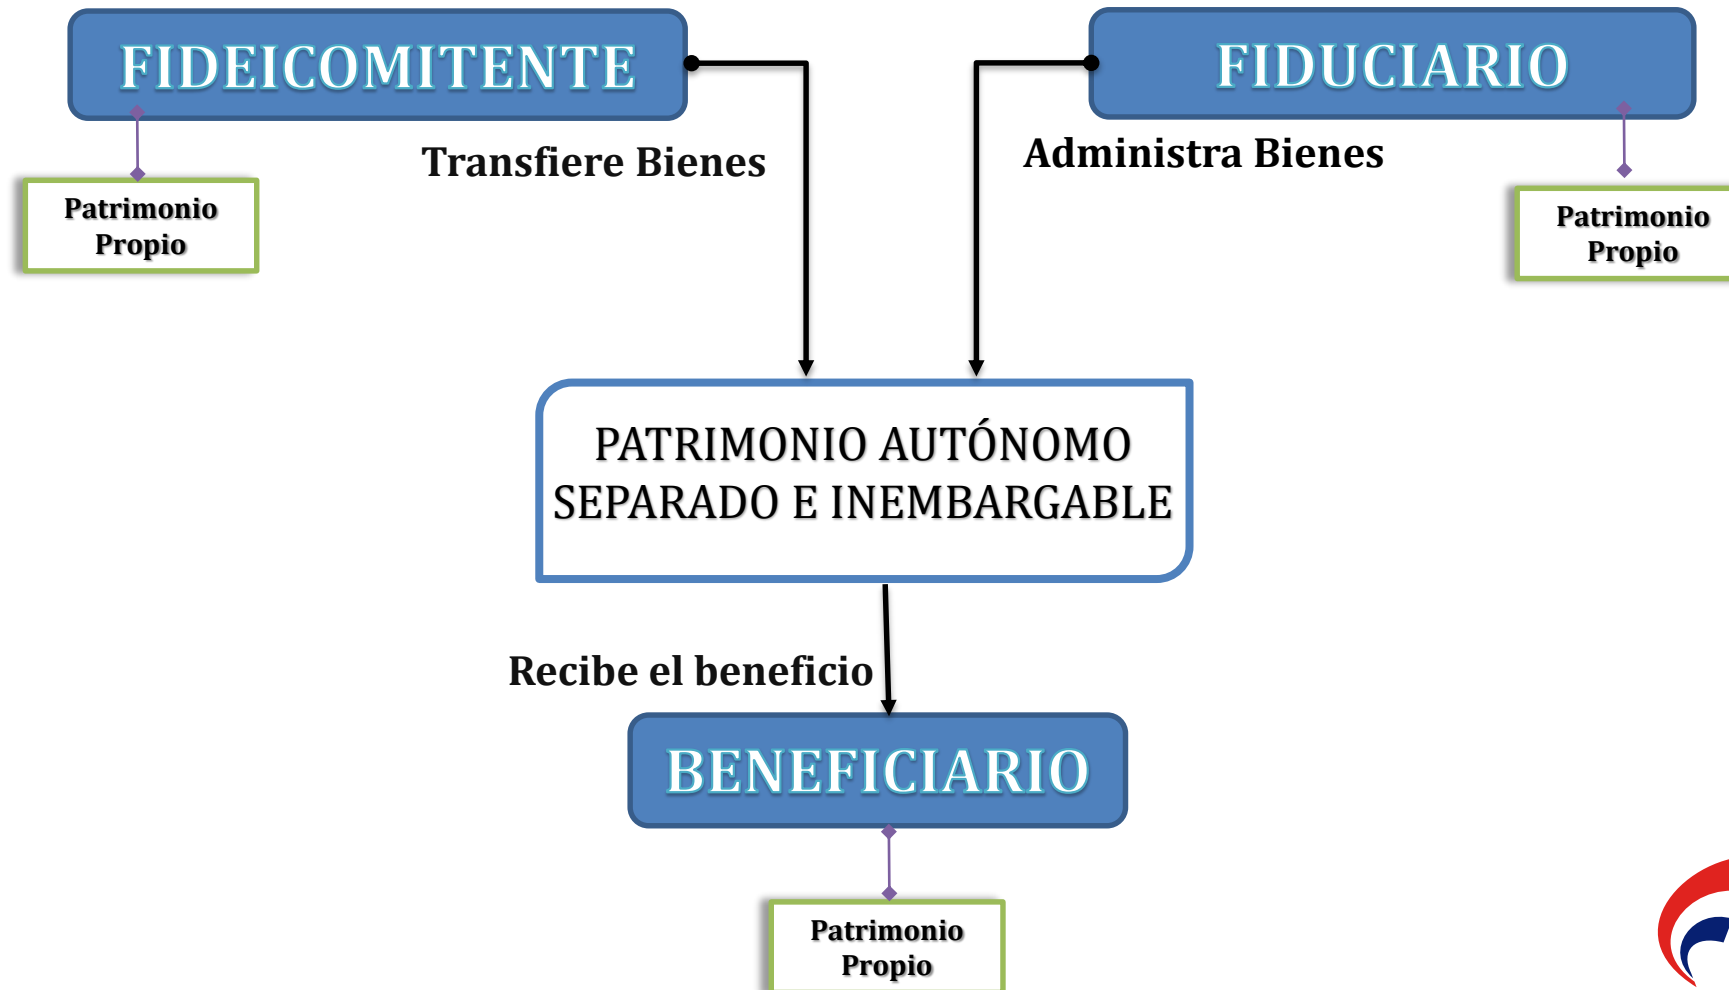 FIDEICOMITENTE
FIDUCIARIO
Transfiere Bienes
Administra Bienes
Patrimonio
Propio
Patrimonio
Propio
PATRIMONIO AUTÓNOMO
SEPARADO E INEMBARGABLE
Recibe el beneficio
BENEFICIARIO
Patrimonio
Propio